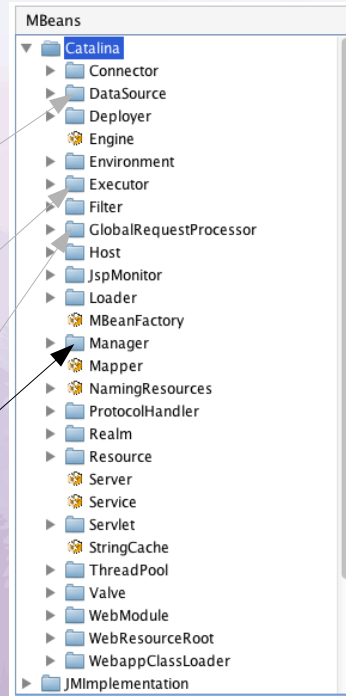 MBeans
Catalina
Connector
DataSource
Deployer
Engine
Environment
Executor
Filter
GlobalRequestProcessor
Host
JspMonitor
Loader
MBeanFactory
Manager
Mapper
NamingResources
ProtocolHandler
Realm
Resource
Server
Service
Servlet
StringCache
ThreadPool
Valve
WebModule
WebResourceRoot
WebappClassLoader
JMImplementation